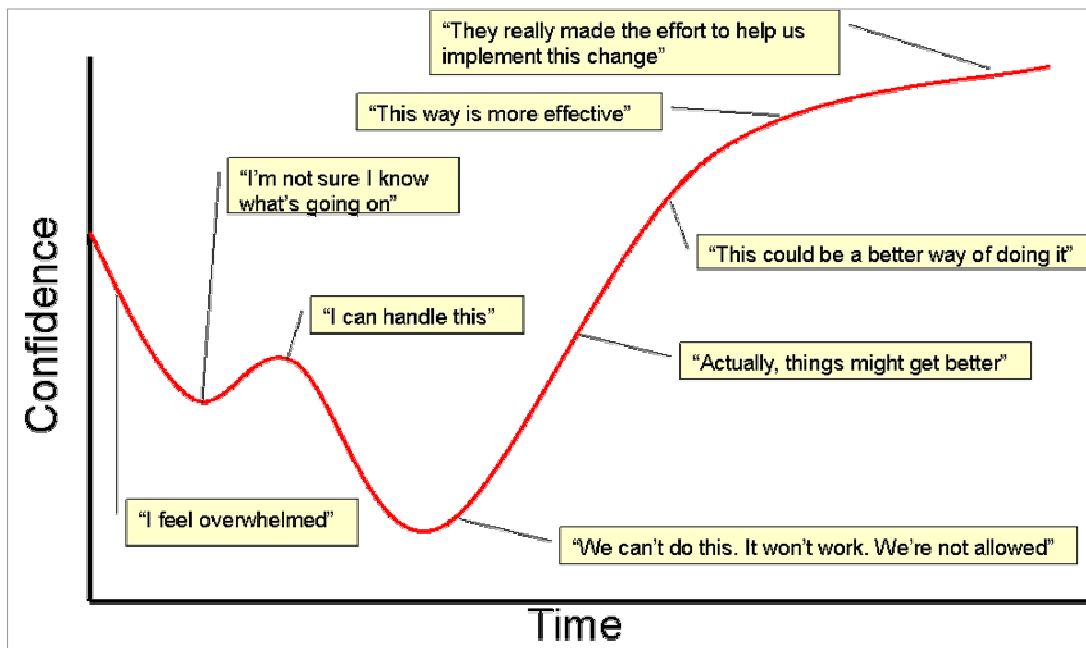 “They really made the effort to help us
implement this change”
“This way is more effective”
“I’m not sure I know
what’s going on”
“This could be a better way of doing it”
“I can handle this”
“Actually, things might get better”
“I feel overwhelmed”
“We can’t do this. It won’t work. We’re not allowed”
Confidence
Time